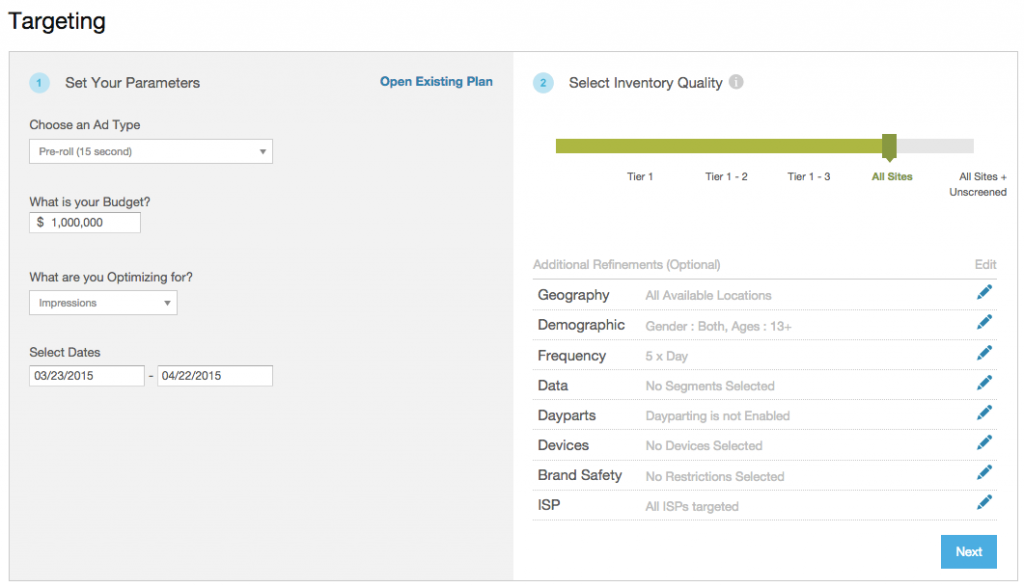 Targeting
1 Set Your Parameters Open Existing Plan
Choose an Ad Type
Pre-roll (15 second)
What is your Budget?
$ 1,000,000
What are you Optimizing for?
Impressions
Select Dates
03/23/2015 - 04/22/2015
2 Select Inventory Quality i
Tier 1 Tier 1 - 2 Tier 1 - 3 All Sites All Sites +
Unscreened
Additional Refinements (Optional) Edit
Geography All Available Locations
Demographic Gender : Both, Ages : 13+
Frequency 5 x Day
Data No Segments Selected
Dayparts Dayparting is not Enabled
Devices No Devices Selected
Brand Safety No Restrictions Selected
ISP All ISPs targeted
Next